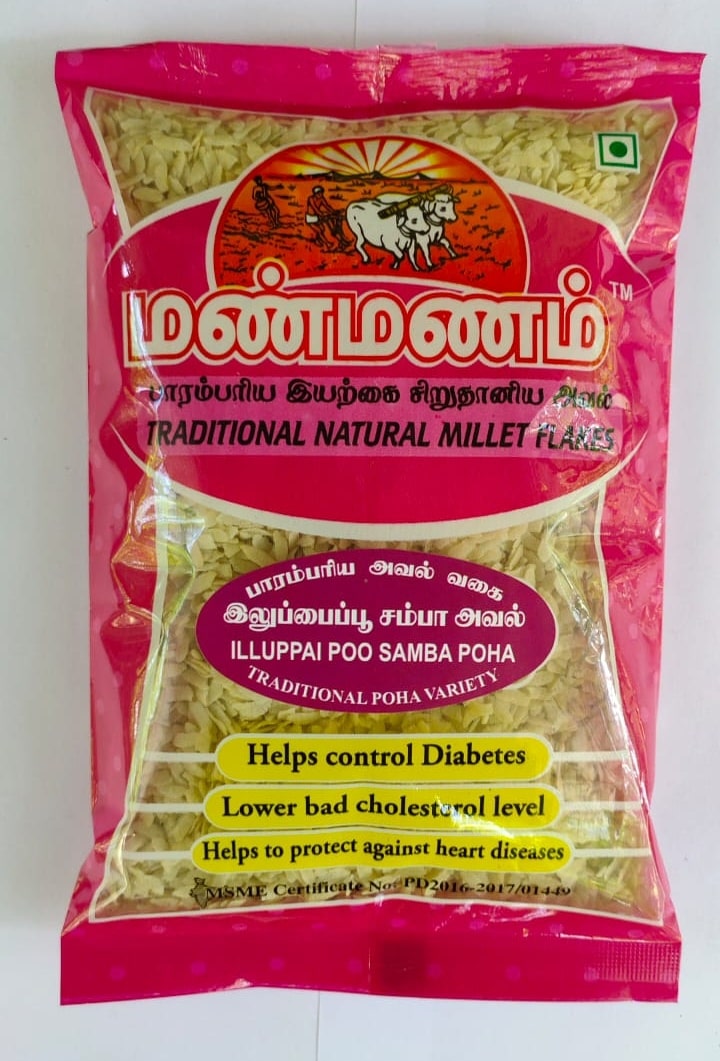 மண்மணம் TM
பாரம்பரிய இயற்கை சிறுதானிய அவல்
TRADITIONAL NATURAL MILLET FLAKES
பாரம்பரிய அவல் வகை
இலுப்பைப்பூ சம்பா அவல்
ILLUPPAI POO SAMBA POHA
TRADITIONAL POHA VARIETY
Helps control Diabetes
Lower bad cholesterol level
Helps to protect against heart diseases
MSME Certificate No: PD2016-2017/01449